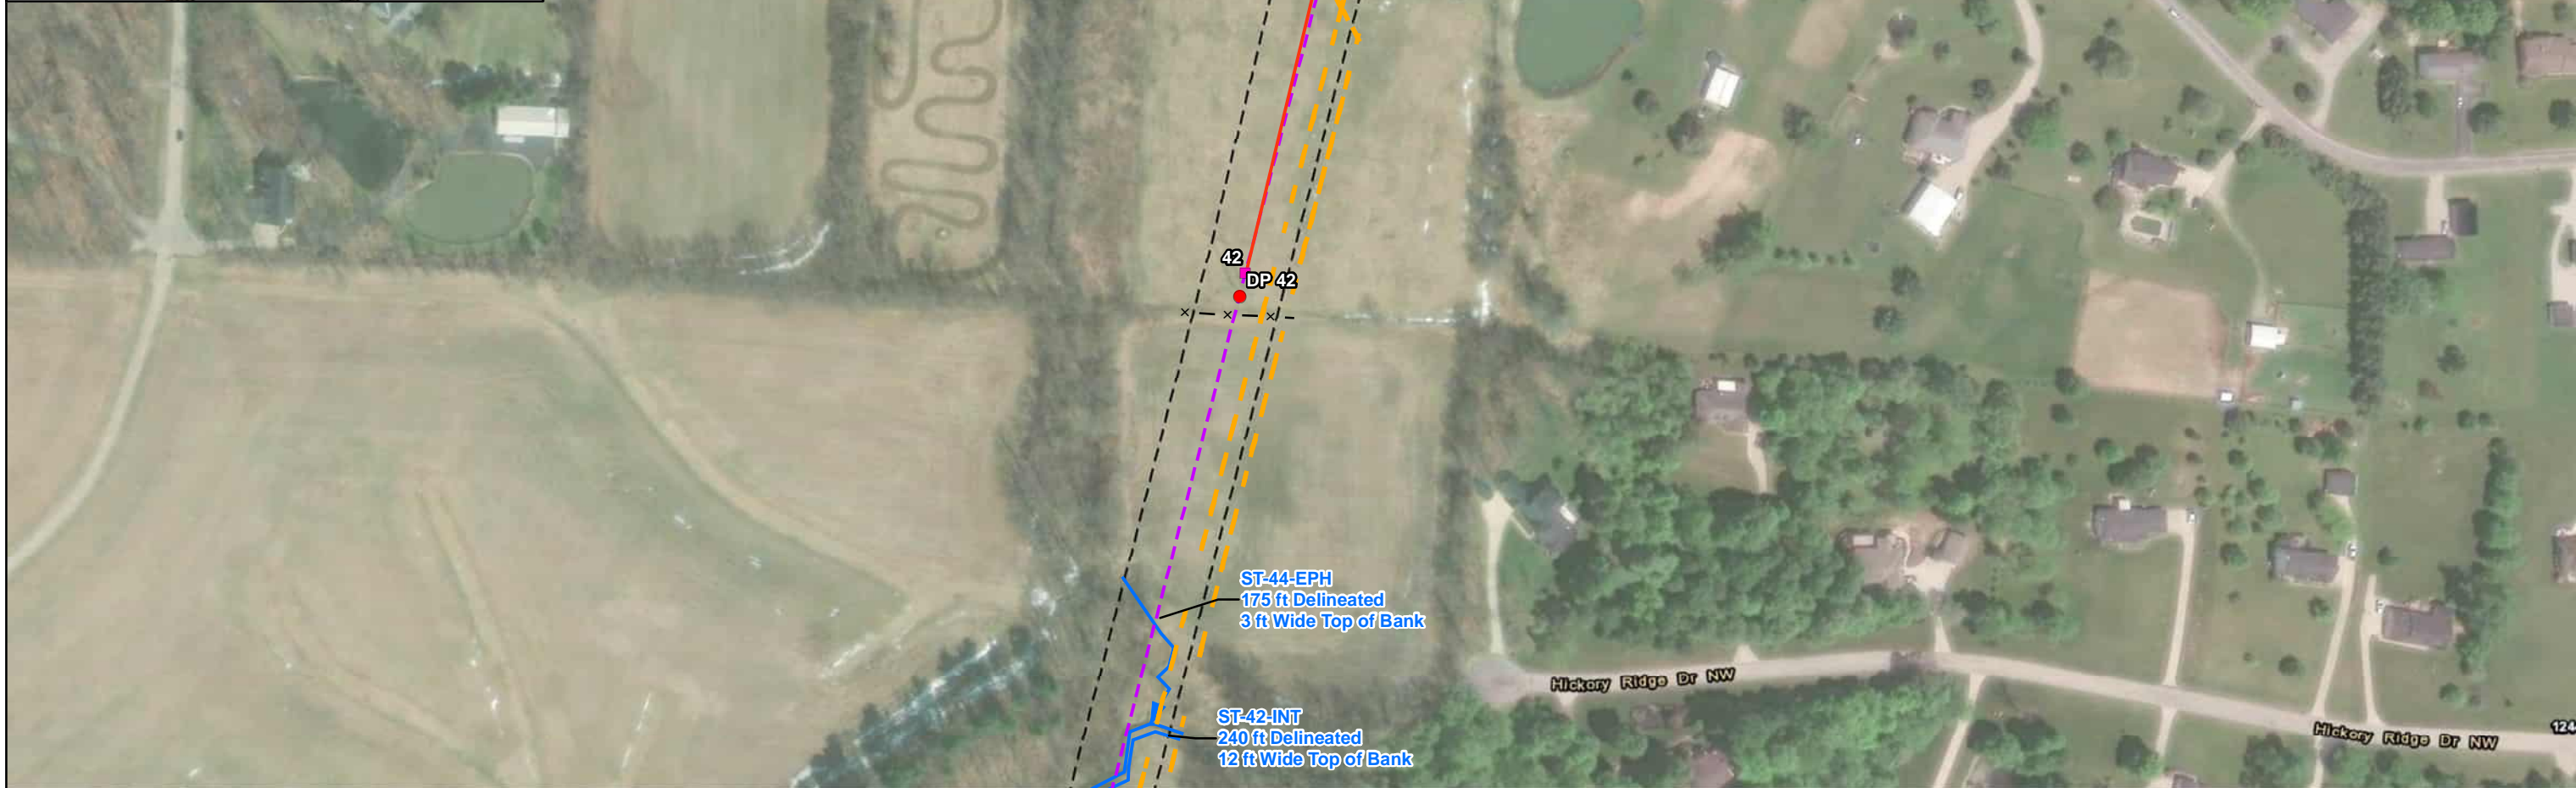 42
DP 42
ST-44-EPH
175 ft Delineated
3 ft Wide Top of Bank
Hickory Ridge Dr NW
ST-42-INT
240 ft Delineated
12 ft Wide Top of Bank
Hickory Ridge Dr NW
124